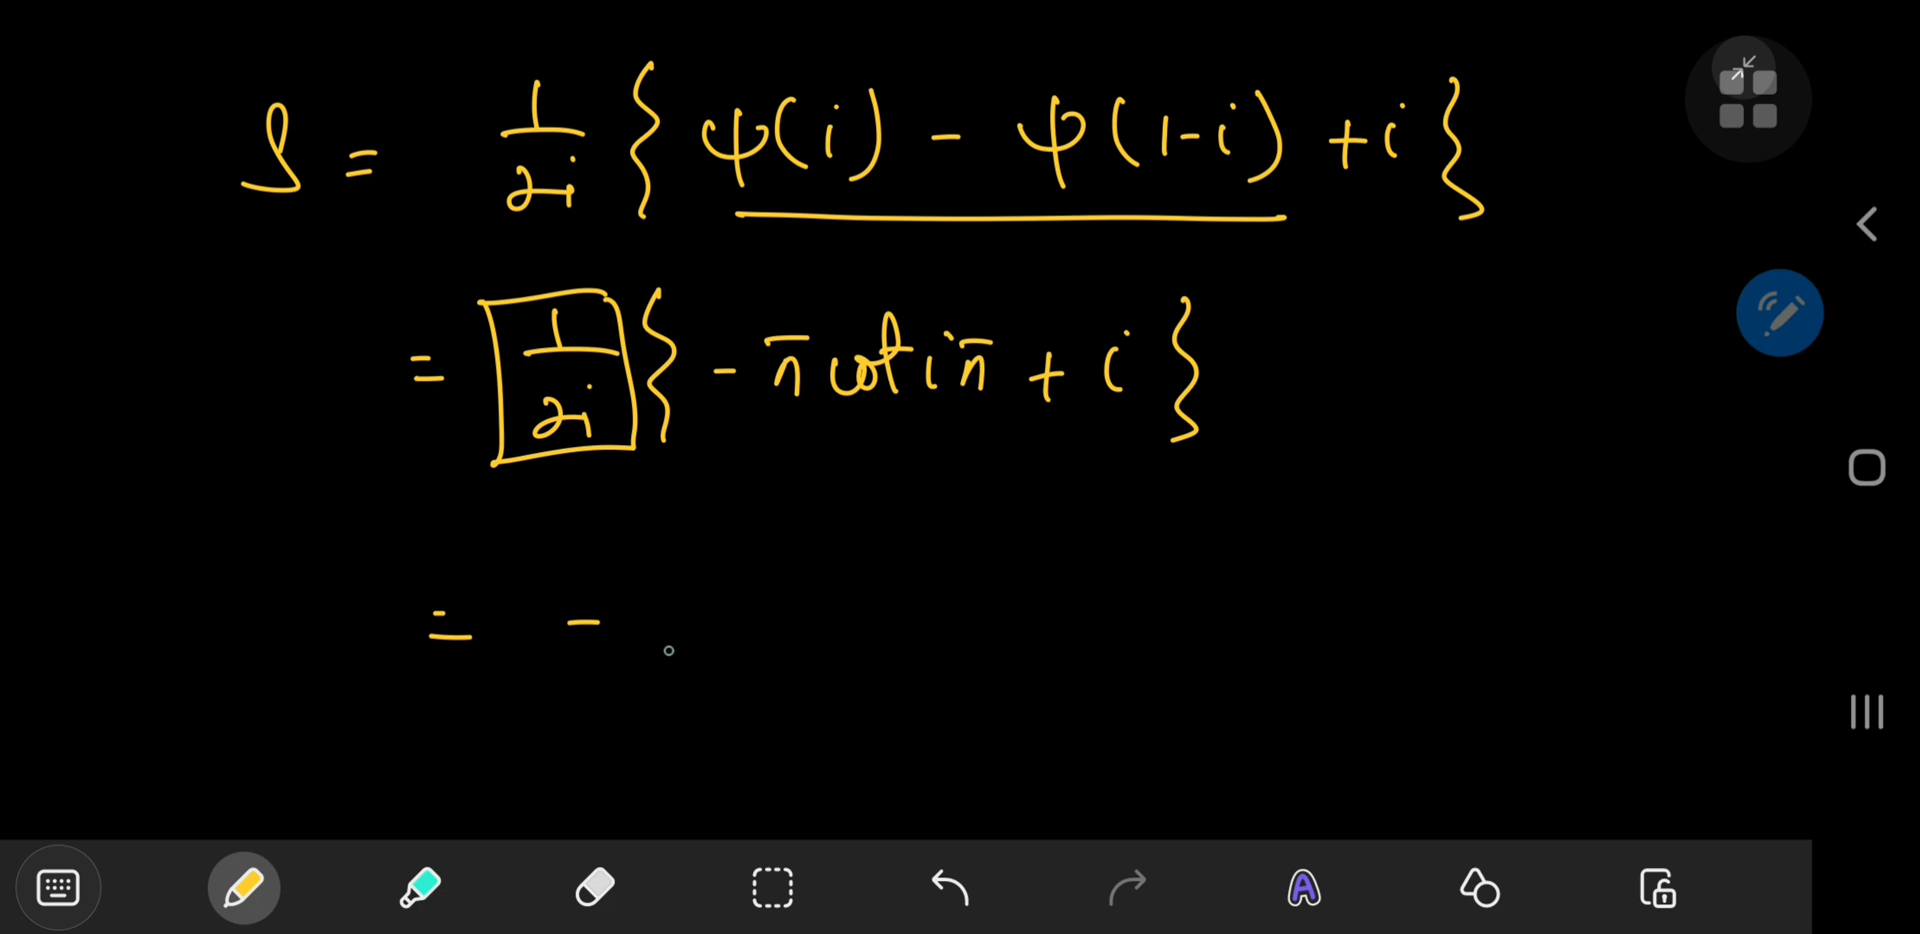 S = 1/2i { ψ(i) - ψ(1-i) + i }
= 1/2i { - π cot iπ + i }
= -
A